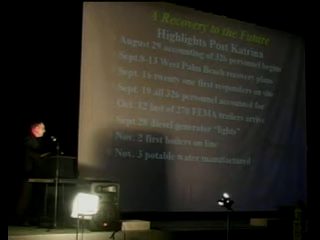 A Recovery to the Future
Highlights Post Katrina
August 29 accounting of 326 personnel begins
Sept.8-13 West Palm Beach recovery plans
Sept. 16 twenty one first responders on site
Sept. 19 all 326 personnel accounted for
Oct. 12 last of 270 FEMA trailers arrive
Sept.28 diesel generator "lights"
Nov. 2 first boilers on line
Nov. 3 potable water manufactured